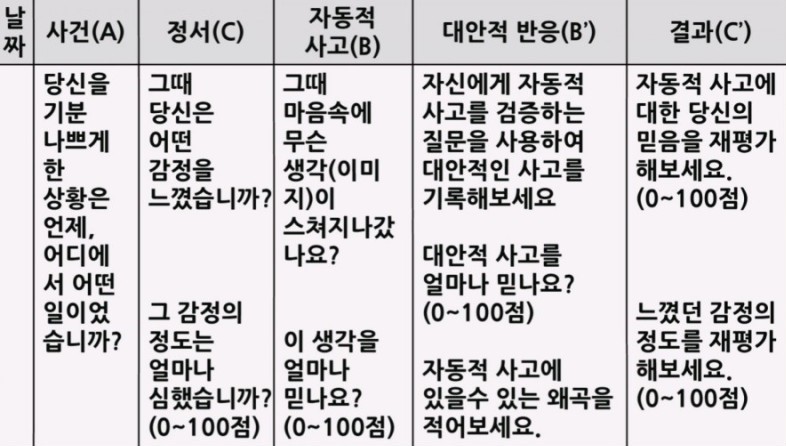 날짜
사건(A)
정서(C)
자동적
사고(B)
대안적 반응(B’)
결과(C’)
당신을
기분
나쁘게
한
상황은
언제,
어디에
서 어떤
일이었
습니까?
그때
당신은
어떤
감정을
느꼈습니까?
그 감정의
정도는
얼마나
심했습니까?
(0~100점)
그때
마음속에
무슨
생각(이미
지)이
스쳐지나갔
나요?
이 생각을
얼마나
믿나요?
(0~100점)
자신에게 자동적
사고를 검증하는
질문을 사용하여
대안적인 사고를
기록해보세요
대안적 사고를
얼마나 믿나요?
(0~100점)
자동적 사고에
있을수 있는 왜곡을
적어보세요.
자동적 사고에
대한 당신의
믿음을 재평가
해보세요.
(0~100점)
느꼈던 감정의
정도를 재평가
해보세요.
(0~100점)